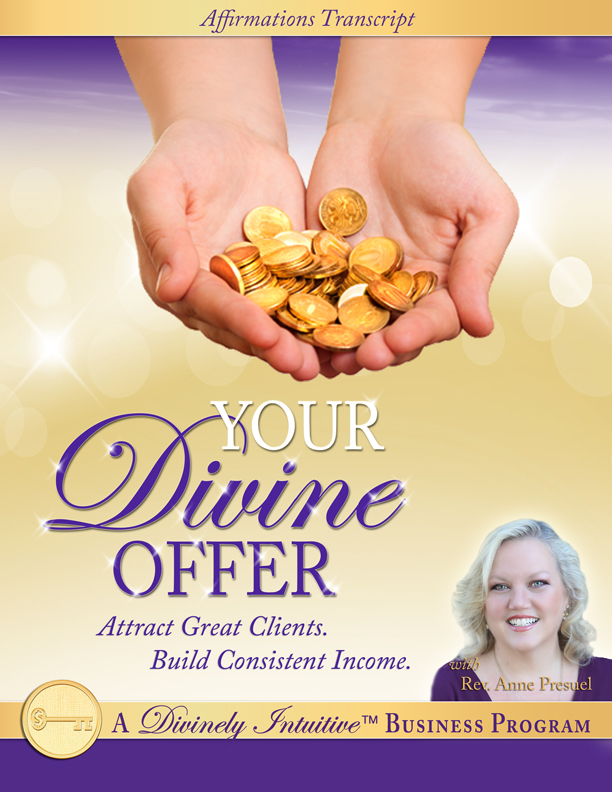 Affirmations Transcript
YOUR
Divine
OFFER
Attract Great Clients.
Build Consistent Income.
with
Rev. Anne Presuel
A Divinely Intuitive™ BUSINESS PROGRAM